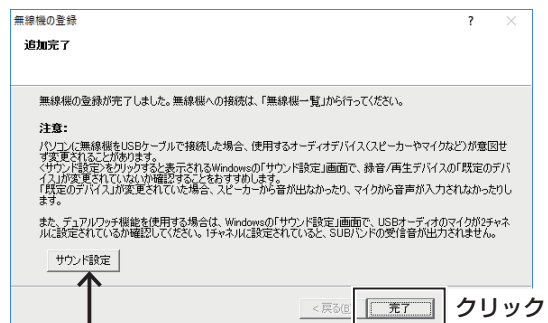 無線機の登録
?
追加完了
無線機の登録が完了しました。無線機への接続は、「無線機一覧」から行ってください。
注意:
パソコンに無線機をUSBケーブルで接続した場合、使用するオーディオデバイス(スピーカーやマイクなど)が意図せ
ず変更されることがあります。
<サウンド設定>をクリックすると表示されるWindowsの「サウンド設定」画面で、録音/再生デバイスの「既定のデバ
イス」が変更されていないか確認することをおすすめします。
「既定のデバイス」が変更されていた場合、スピーカーから音が出なかったり、マイクから音声が入力されなかったりし
ます。
また、デュアルワッチ機能を使用する場合は、Windowsの「サウンド設定」画面で、USBオーディオのマイクが2チャネ
ルに設定されているか確認してください。1チャネルに設定されていると、SUBバンドの受信音が出力されません。
サウンド設定
< 戻る(B)
完了
クリック